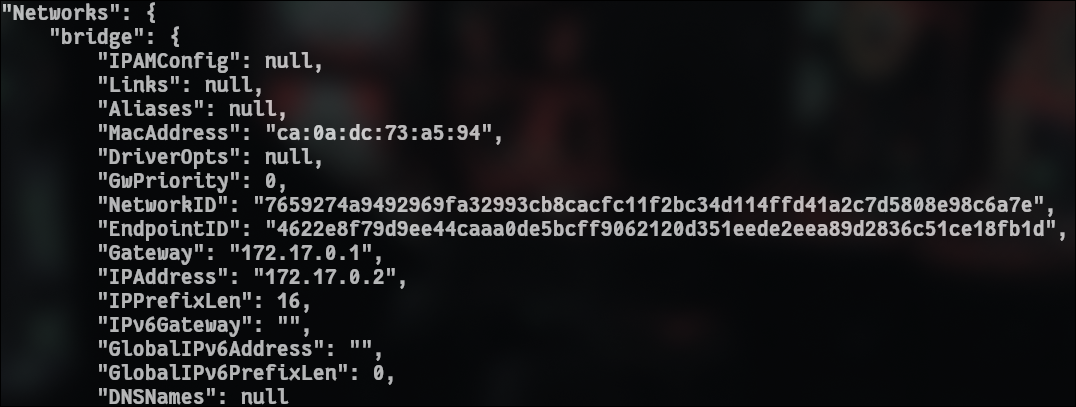 "Networks": {
"bridge": {
"IPAMConfig": null,
"Links": null,
"Aliases": null,
"MacAddress": "ca:0a:dc:73:a5:94",
"DriverOpts": null,
"GwPriority": 0,
"NetworkID": "7659274a9492969fa32993cb8cacfc11f2bc34d114ffd41a2c7d5808e98c6a7e",
"EndpointID": "4622e8f79d9ee44caaa0de5bcff9062120d351eede2eea89d2836c51ce18fb1d",
"Gateway": "172.17.0.1",
"IPAddress": "172.17.0.2",
"IPPrefixLen": 16,
"IPv6Gateway": "",
"GlobalIPv6Address": "",
"GlobalIPv6PrefixLen": 0,
"DNSNames": null